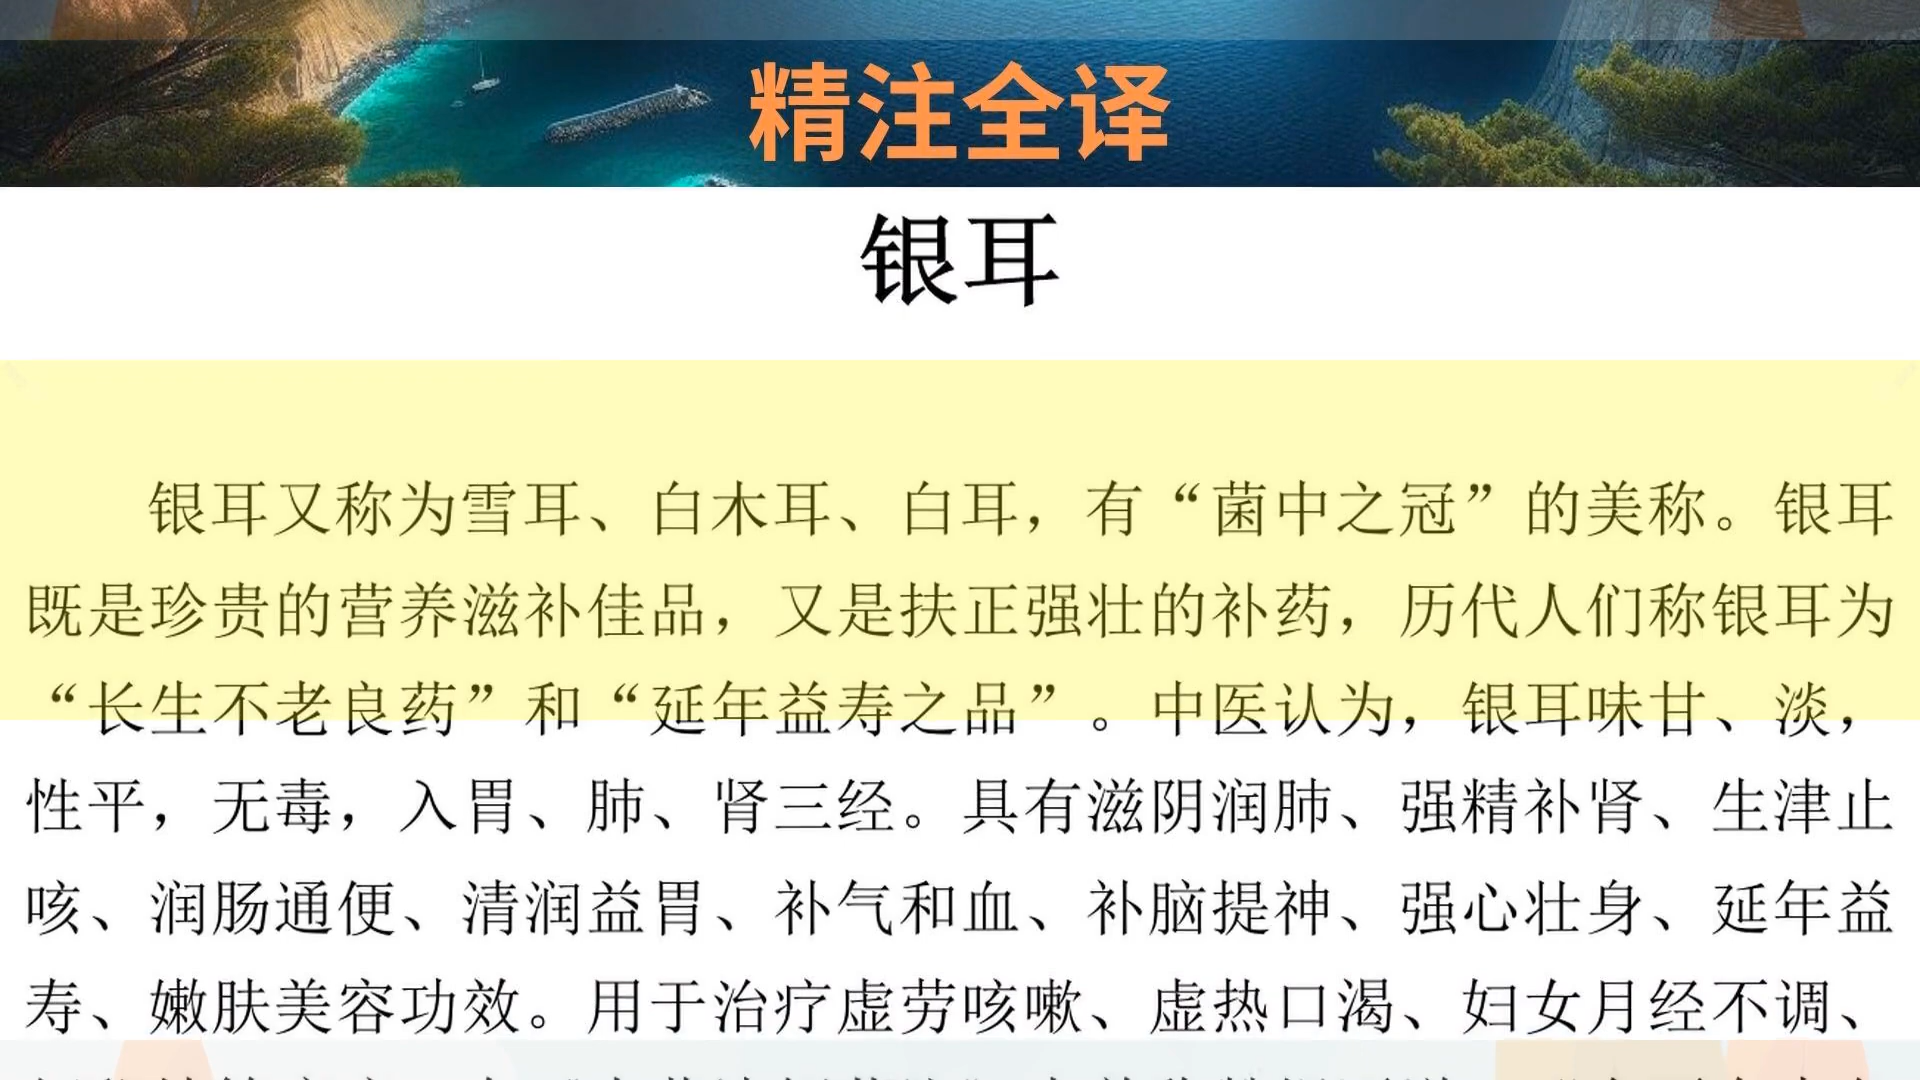 精注全译
银耳
银耳又称为雪耳、白木耳、白耳，有“菌中之冠”的美称。银耳
既是珍贵的营养滋补佳品，又是扶正强壮的补药，历代人们称银耳为
“长生不老良药”和“延年益寿之品”。中医认为，银耳味甘、淡，
性平，无毒，入胃、肺、肾三经。具有滋阴润肺、强精补肾、生津止
咳、润肠通便、清润益胃、补气和血、补脑提神、强心壮身、延年益
寿、嫩肤美容功效。用于治疗虚劳咳嗽、虚热口渴、妇女月经不调、